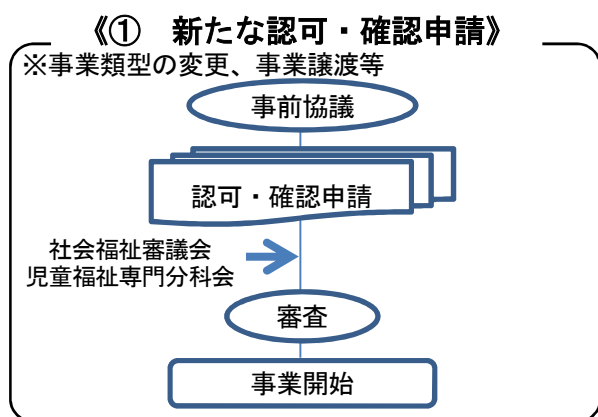 《① 新たな認可・確認申請》
※事業類型の変更、事業譲渡等
事前協議
認可・確認申請
社会福祉審議会
児童福祉専門分科会
審査
事業開始